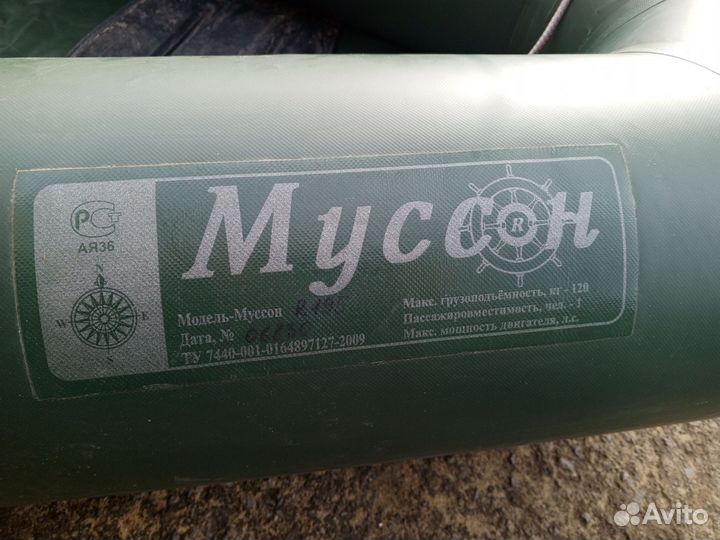 РСТ
АЯ36
N
W
E
S
Муссон
R
Модель-Муссон R 195
Дата, №
ТУ 7440-001-0164897127-2009
Макс. грузоподъёмность, кг - 120
Пассажировместимость, чел. - 1
Макс. мощность двигателя, л.с.
Avito